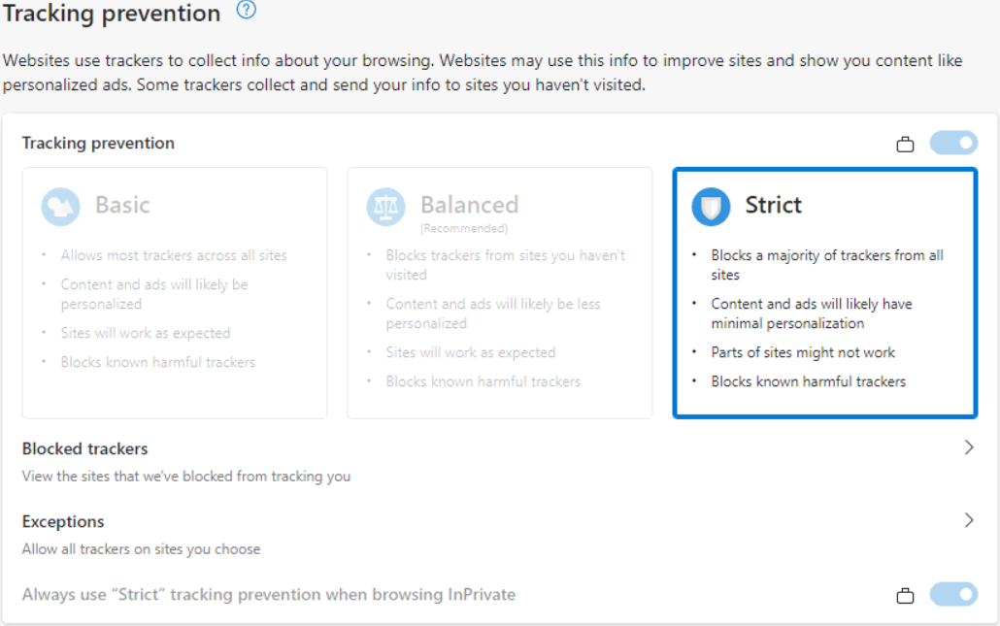 Tracking prevention
Websites use trackers to collect info about your browsing. Websites may use this info to improve sites and show you content like
personalized ads. Some trackers collect and send your info to sites you haven't visited.
Tracking prevention
Basic
• Allows most trackers across all sites
• Content and ads will likely be
personalized
• Sites will work as expected
• Blocks known harmful trackers
Balanced
(Recommended)
• Blocks trackers from sites you haven't
visited
• Content and ads will likely be less
personalized
• Sites will work as expected
• Blocks known harmful trackers
Strict
• Blocks a majority of trackers from all
sites
• Content and ads will likely have
minimal personalization
• Parts of sites might not work
• Blocks known harmful trackers
Blocked trackers
View the sites that we've blocked from tracking you
Exceptions
Allow all trackers on sites you choose
Always use “Strict” tracking prevention when browsing InPrivate